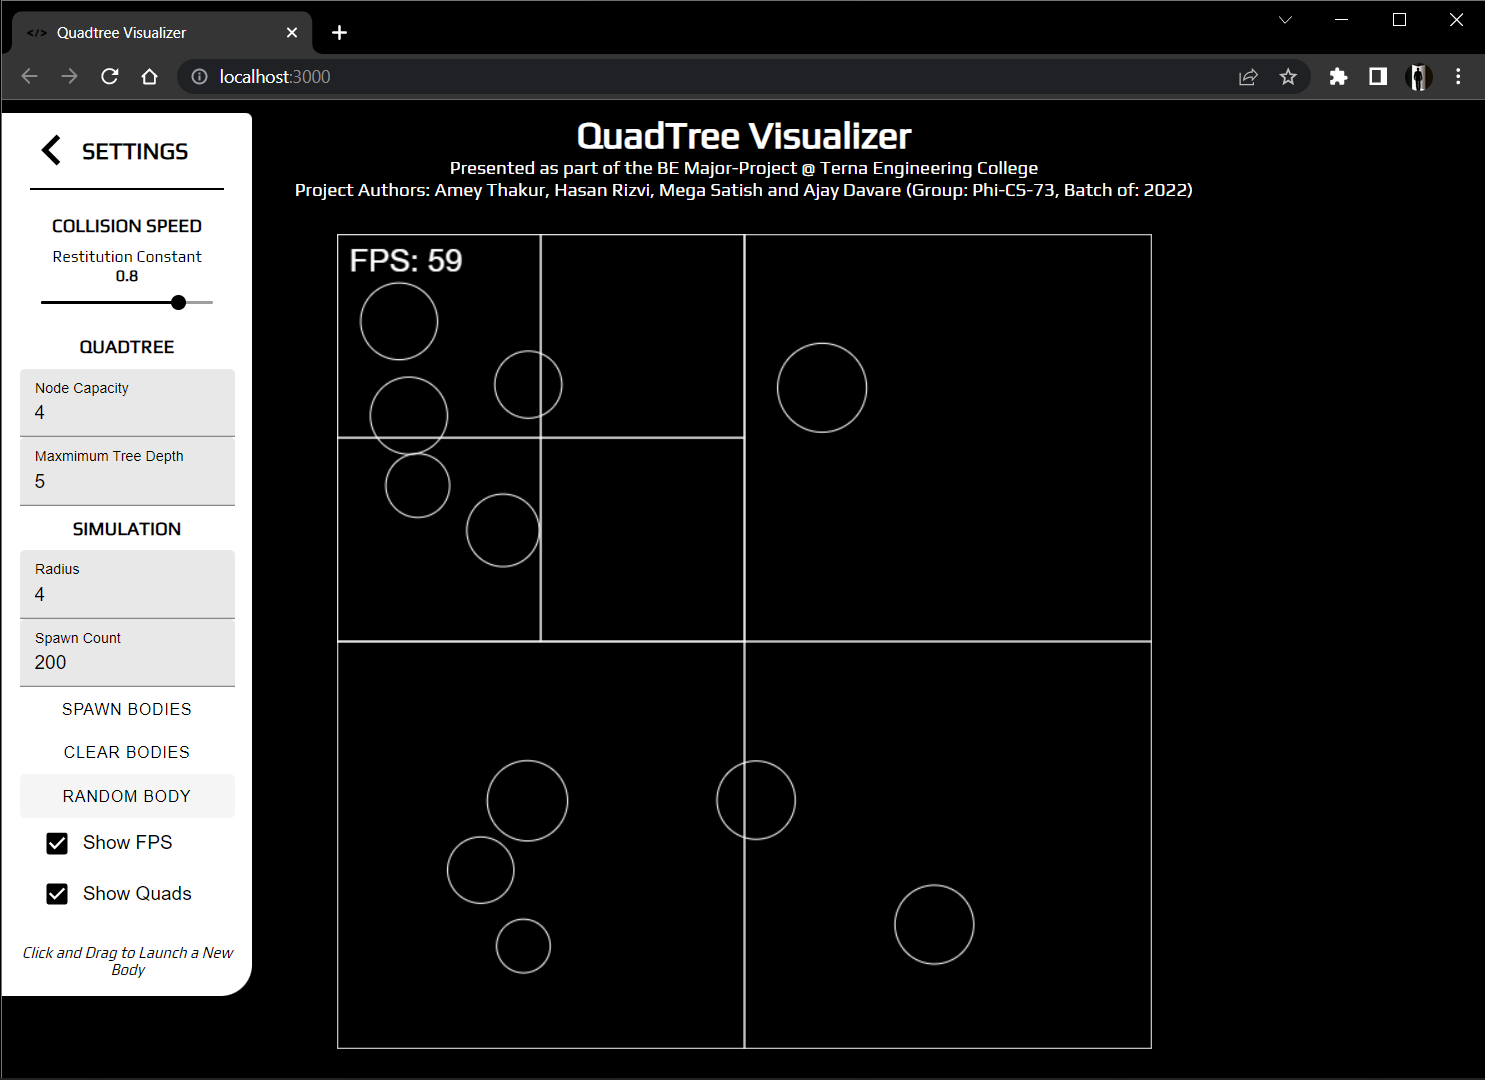 </> Quadtree Visualizer
localhost:3000
SETTINGS
COLLISION SPEED
Restitution Constant
0.8
QUADTREE
Node Capacity
4
Maxmimum Tree Depth
5
SIMULATION
Radius
4
Spawn Count
200
SPAWN BODIES
CLEAR BODIES
RANDOM BODY
Show FPS
Show Quads
Click and Drag to Launch a New
Body
QuadTree Visualizer
Presented as part of the BE Major-Project @ Terna Engineering College
Project Authors: Amey Thakur, Hasan Rizvi, Mega Satish and Ajay Davare (Group: Phi-CS-73, Batch of: 2022)
FPS: 59